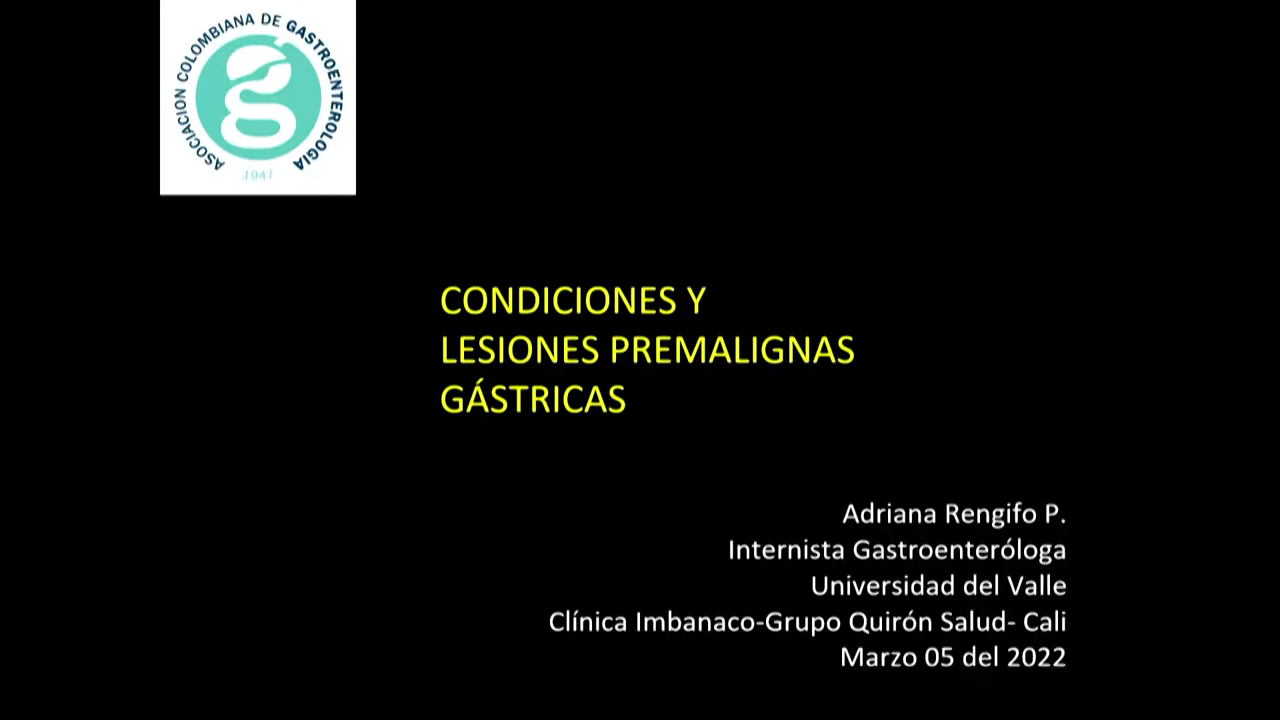 ASOCIACION COLOMBIANA DE GASTROENTEROLOGIA
1947
CONDICIONES Y
LESIONES PREMALIGNAS
GÁSTRICAS
Adriana Rengifo P.
Internista Gastroenteróloga
Universidad del Valle
Clínica Imbanaco-Grupo Quirón Salud- Cali
Marzo 05 del 2022